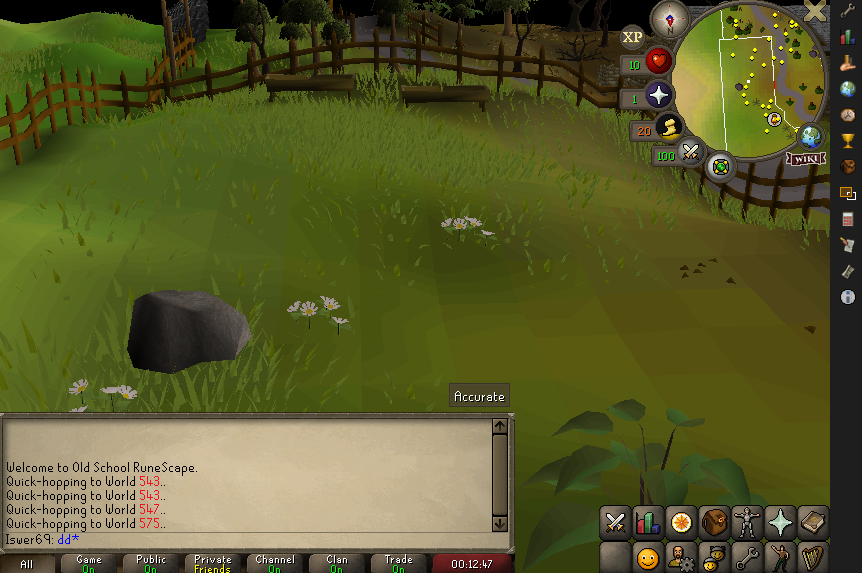 XP
N
10
1
20
100
WIKI
Accurate
Welcome to Old School RuneScape.
Quick-hopping to World 543..
Quick-hopping to World 543..
Quick-hopping to World 547..
Quick-hopping to World 575..
Iswer69: dd*
All
Game
On
Public
On
Private
Friends
Channel
On
Clan
On
Trade
On
00:12:47